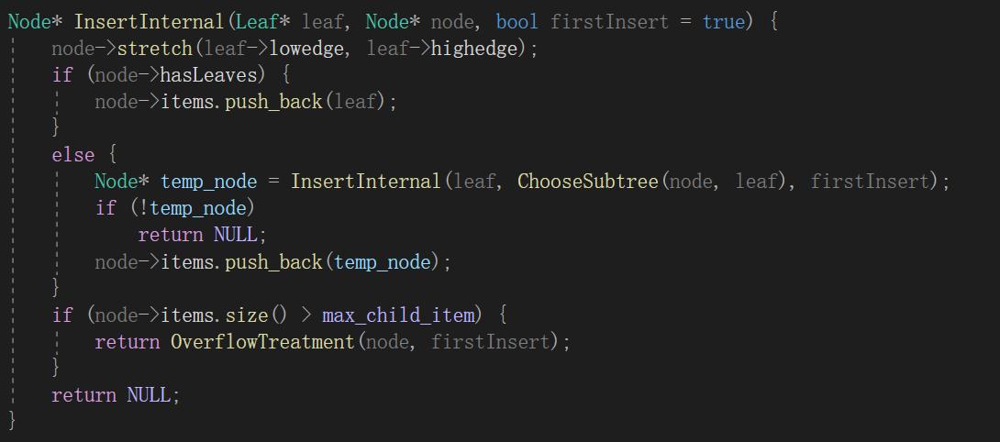 Node* InsertInternal(Leaf* leaf, Node* node, bool firstInsert = true) {
    node->stretch(leaf->lowedge, leaf->highedge);
    if (node->hasLeaves) {
        node->items.push_back(leaf);
    }
    else {
        Node* temp_node = InsertInternal(leaf, ChooseSubtree(node, leaf), firstInsert);
        if (!temp_node)
            return NULL;
        node->items.push_back(temp_node);
    }
    if (node->items.size() > max_child_item) {
        return OverflowTreatment(node, firstInsert);
    }
    return NULL;
}